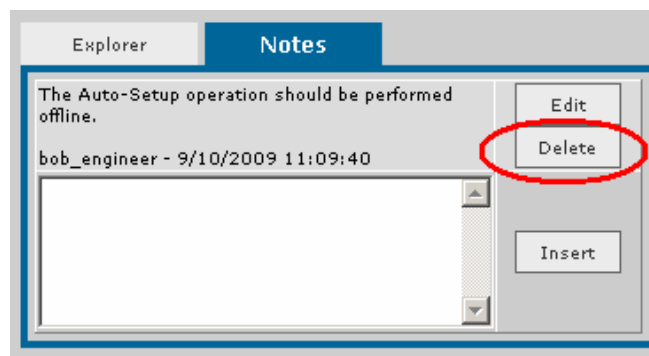 Explorer
Notes
The Auto-Setup operation should be performed
offline.
Edit
Delete
bob_engineer - 9/10/2009 11:09:40
Insert